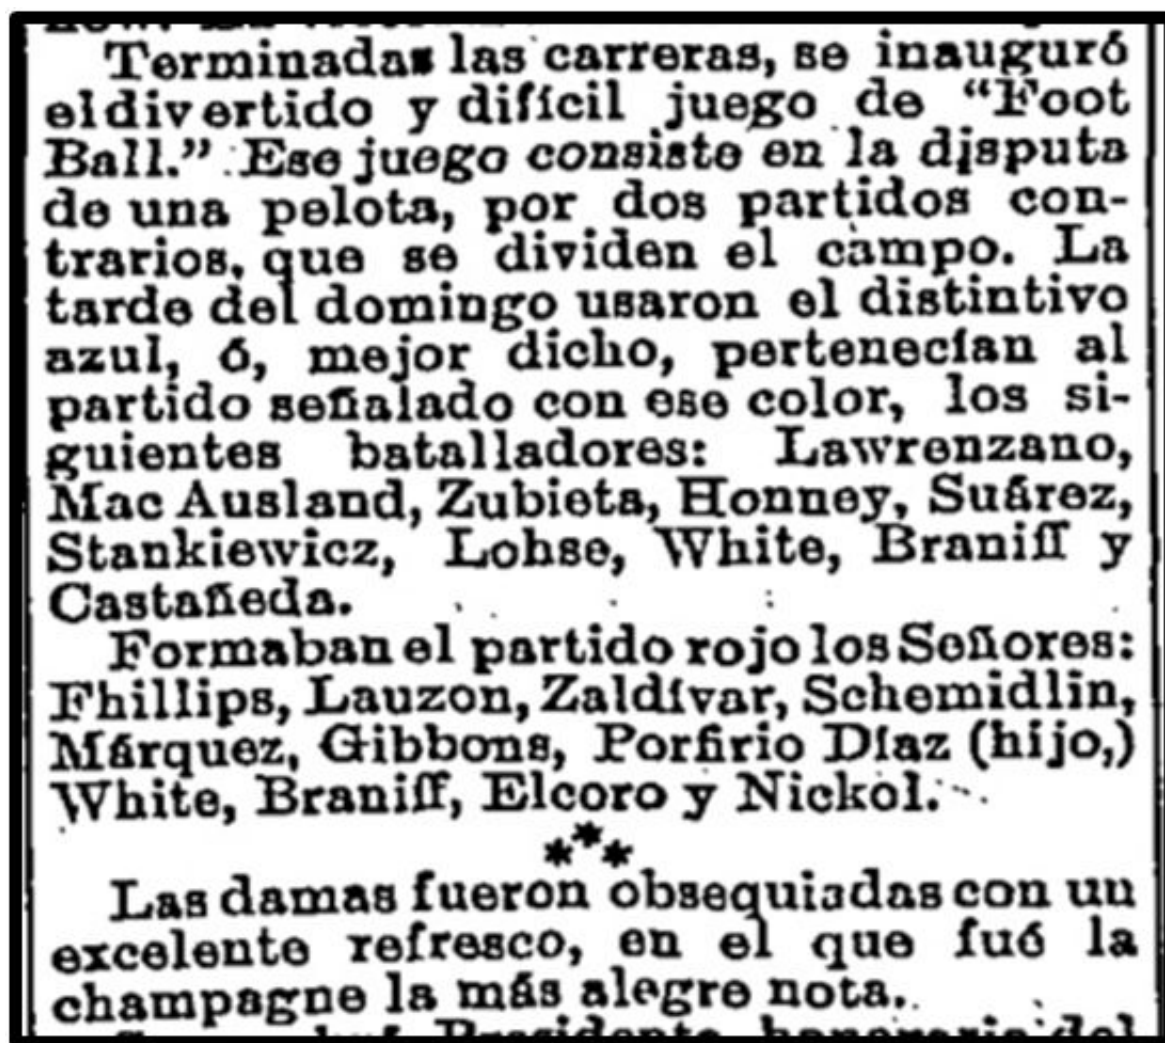 Terminadas las carreras, se inauguró
el divertido y difícil juego de “Foot
Ball.” Ese juego consiste en la disputa
de una pelota, por dos partidos con-
trarios, que se dividen el campo. La
tarde del domingo usaron el distintivo
azul, ó, mejor dicho, pertenecían al
partido señalado con ese color, los si-
guientes batalladores: Lawrenzano,
Mac Ausland, Zubieta, Honney, Suárez,
Stankiewicz, Lohse, White, Braniff y
Castañeda.
Formaban el partido rojo los Señores:
Fhillips, Lauzon, Zaldívar, Schemidlin,
Márquez, Gibbons, Porfirio Díaz (hijo,)
White, Braniff, Elcoro y Nickol.
***
Las damas fueron obsequiadas con un
excelente refresco, en el que fué la
champagne la más alegre nota.
Presidente honorario del